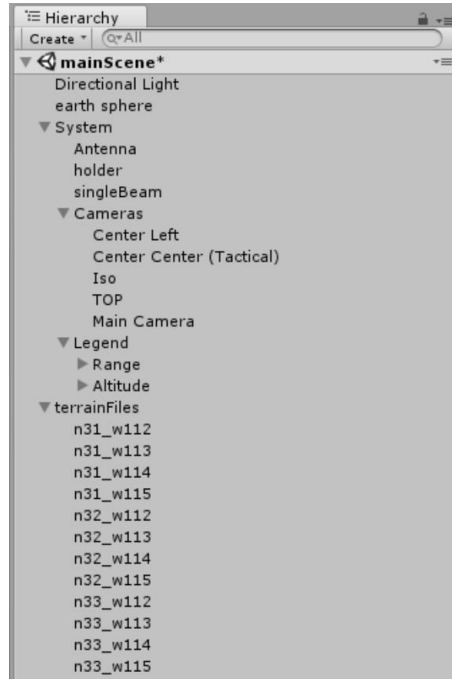 Hierarchy
Create All
mainScene*
Directional Light
earth sphere
System
Antenna
holder
singleBeam
Cameras
Center Left
Center Center (Tactical)
Iso
TOP
Main Camera
Legend
Range
Altitude
terrainFiles
n31_w112
n31_w113
n31_w114
n31_w115
n32_w112
n32_w113
n32_w114
n32_w115
n33_w112
n33_w113
n33_w114
n33_w115